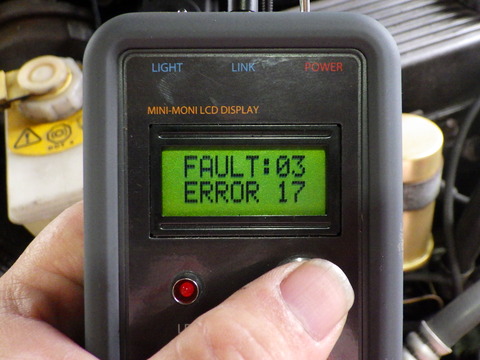 LIGHT LINK POWER
MINI-MONI LCD DISPLAY
FAULT:03
ERROR 17